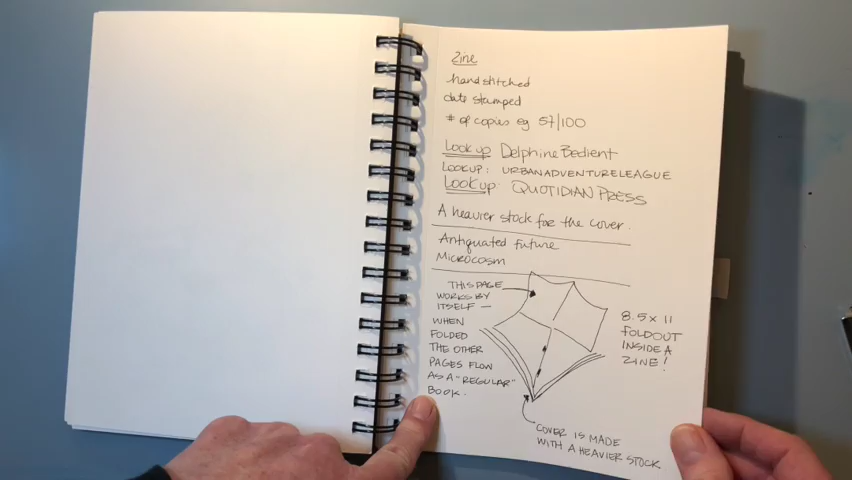 Zine
handstitched
date stamped
# of copies eg 57/100
Look up Delphine Bedient
LOOKUP: URBANADVENTURELEAGUE
Look up: QUOTIDIAN PRESS
A heavier stock for the cover.
Antiquated future
MICROCOSM
THIS PAGE
WORKS BY
ITSELF —
WHEN
FOLDED
THE OTHER
PAGES FLOW
AS A "REGULAR"
BOOK.
8.5 x 11
FOLDOUT
INSIDE A
ZINE!
COVER IS MADE
WITH A HEAVIER STOCK